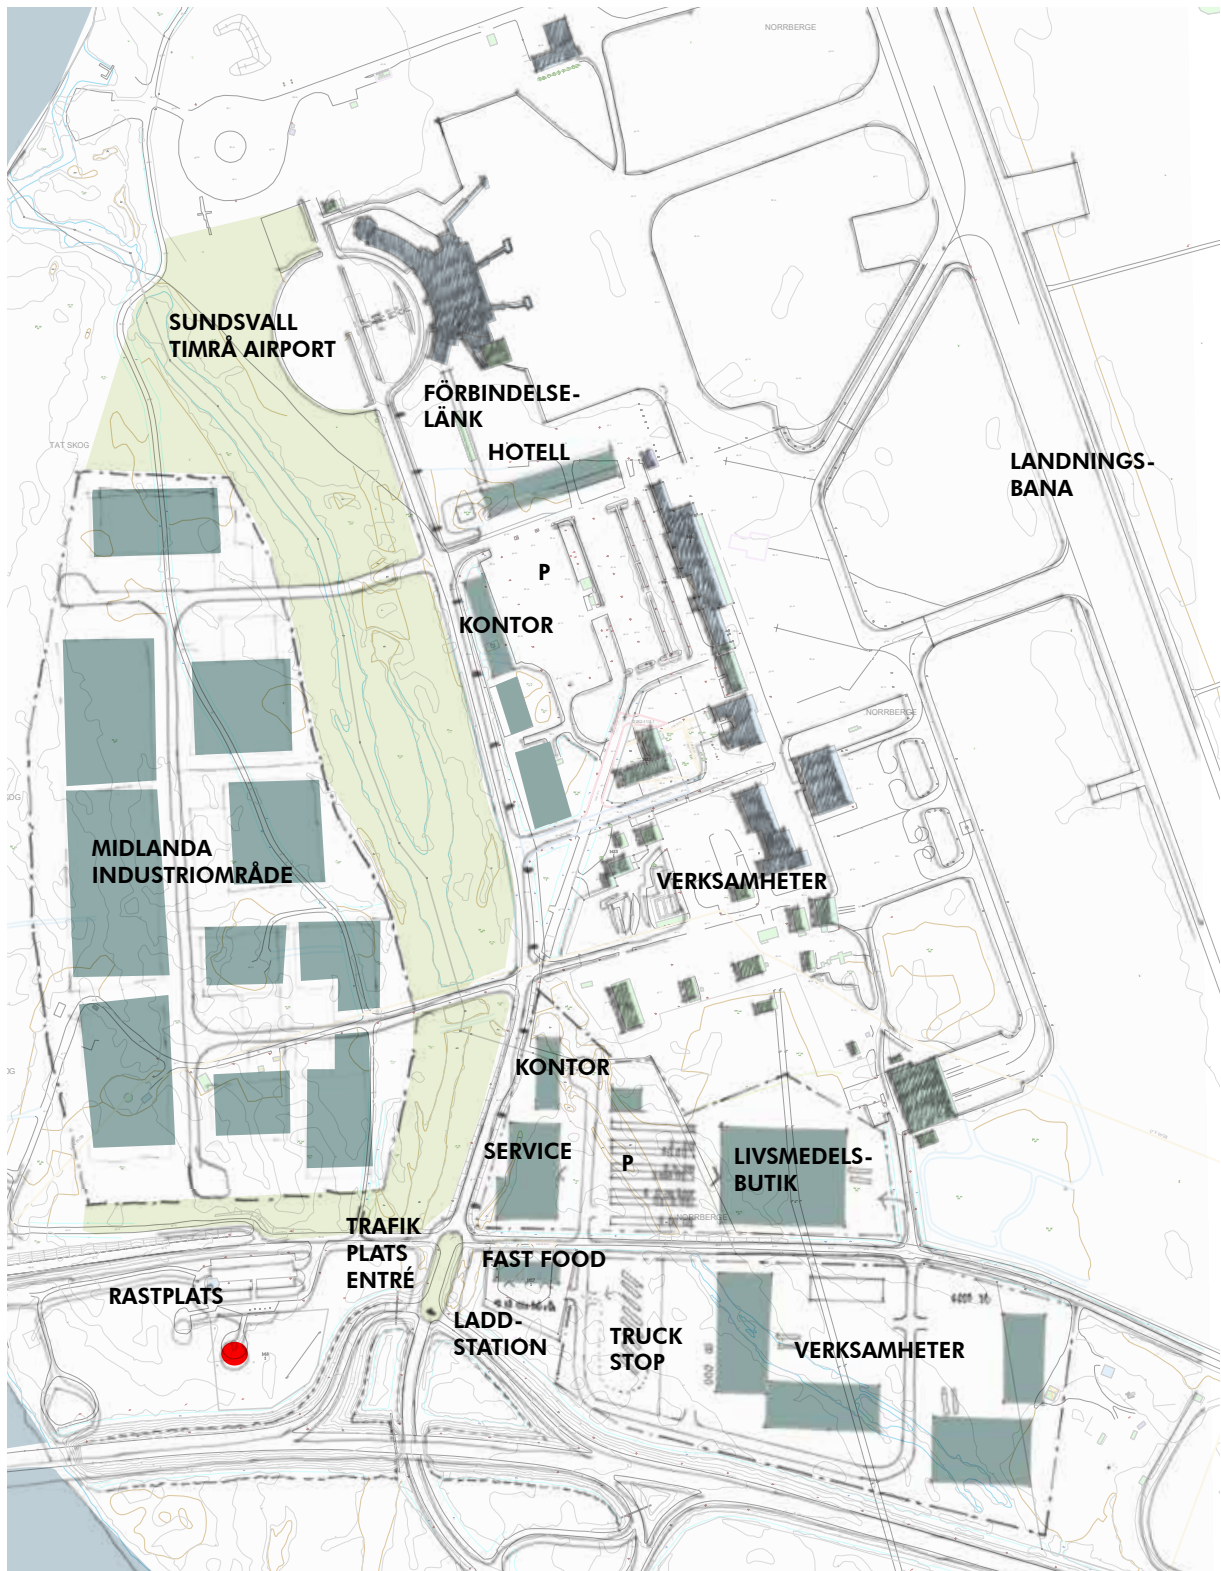 NORRBERGE
SUNDSVALL
TIMRÅ AIRPORT
FÖRBINDELSE-
LÄNK
HOTELL
TÄT SKOG
LANDNINGS-
BANA
P
KONTOR
NORRBERGE
MIDLANDA
INDUSTRIOMRÅDE
VERKSAMHETER
KONTOR
SERVICE
P
LIVSMEDELS-
BUTIK
NORRBERGE
TRAFIK
PLATS
ENTRÉ
FAST FOOD
RASTPLATS
LADD-
STATION
TRUCK
STOP
VERKSAMHETER